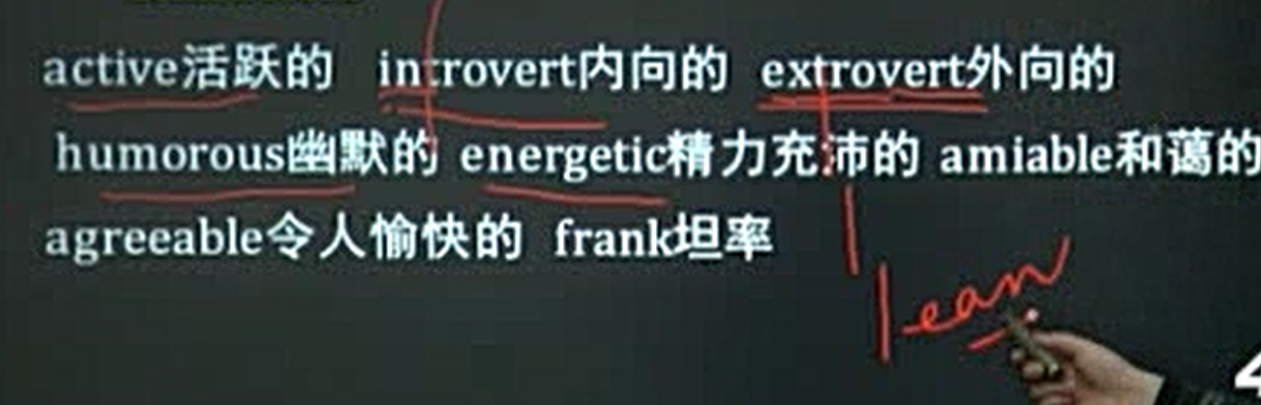 active活跃的 introvert内向的 extrovert外向的
humorous幽默的 energetic精力充沛的 amiable和蔼的
agreeable令人愉快的 frank坦率
lean
4